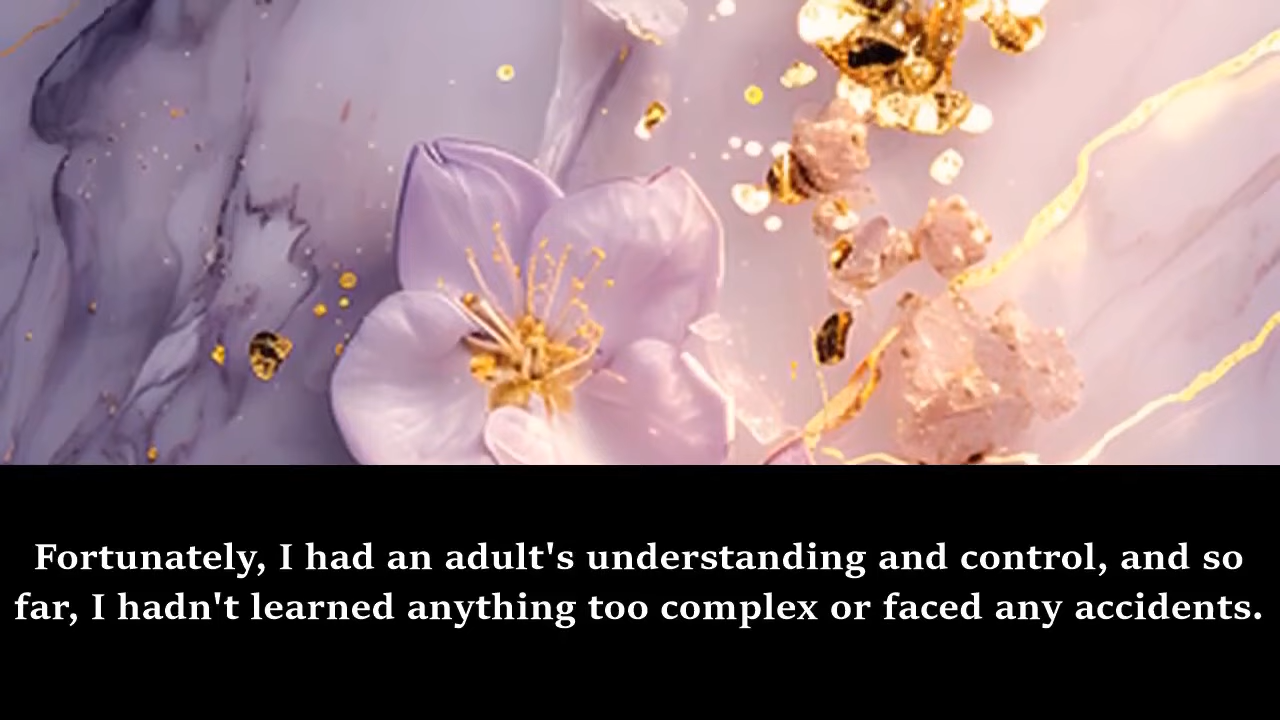 Fortunately, I had an adult's understanding and control, and so
far, I hadn't learned anything too complex or faced any accidents.